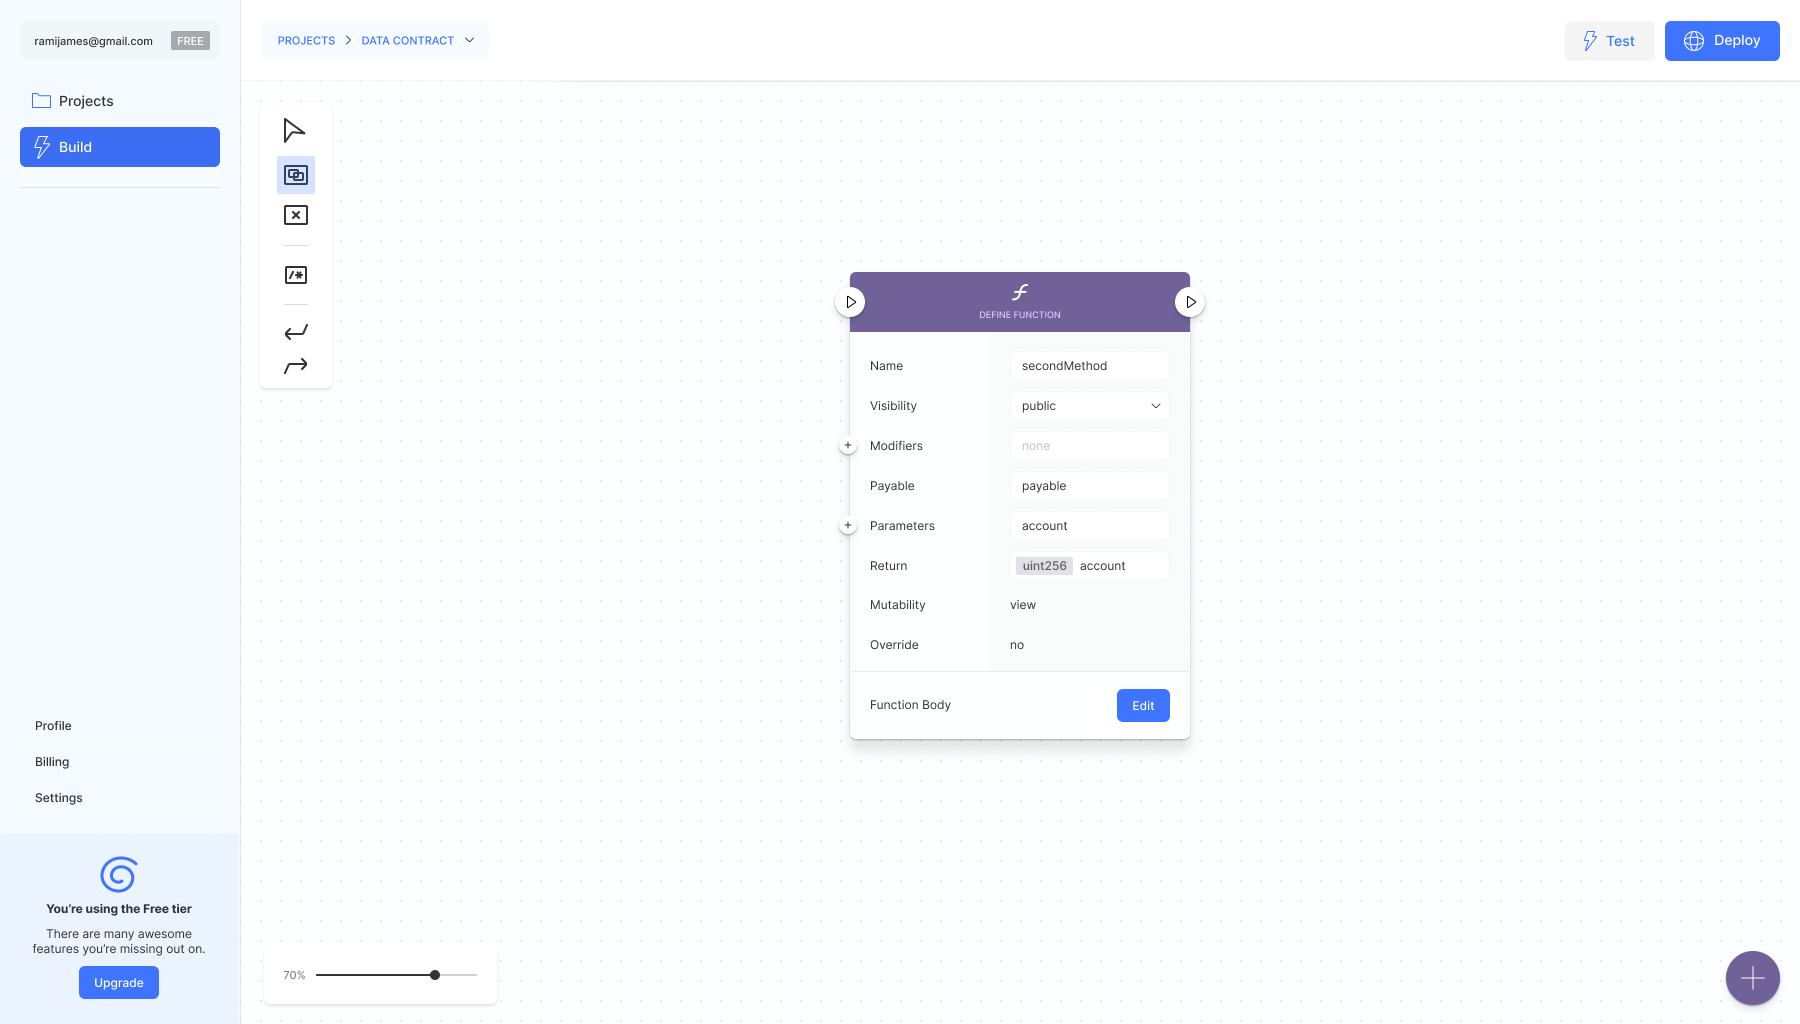 ramijames@gmail.com FREE
Projects
Build
Profile
Billing
Settings
You're using the Free tier
There are many awesome
features you're missing out on.
Upgrade
PROJECTS DATA CONTRACT
Test
Deploy
DEFINE FUNCTION
Name secondMethod
Visibility public
Modifiers none
Payable payable
Parameters account
Return uint256 account
Mutability view
Override no
Function Body Edit
70%